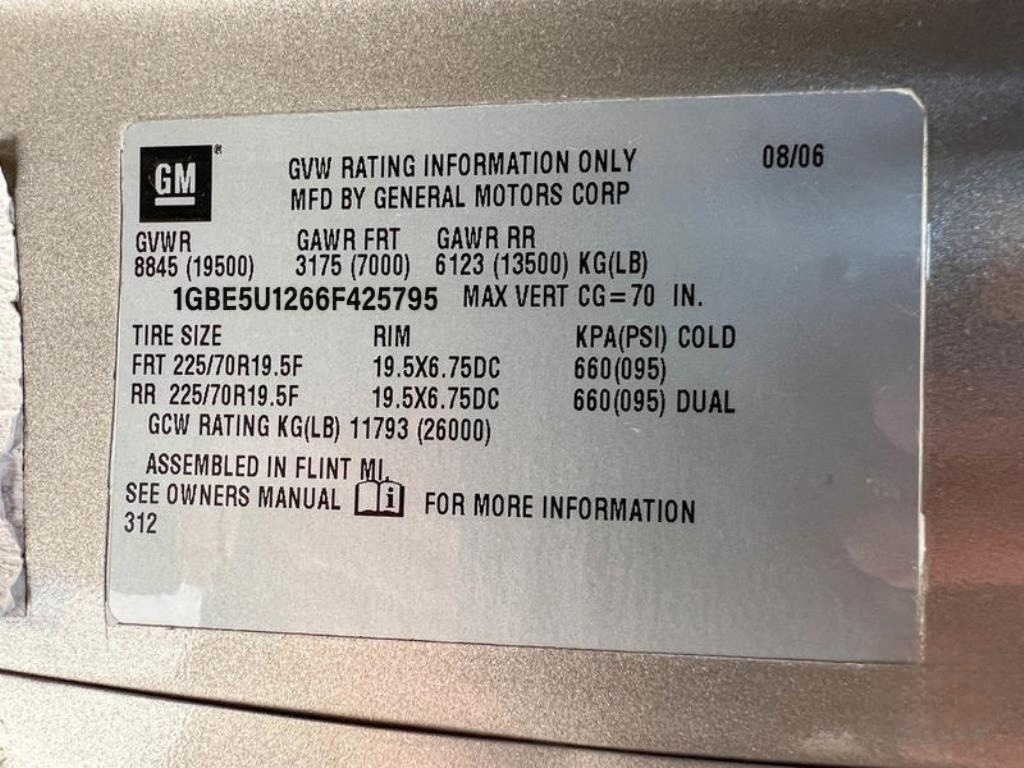 GM®
GVW RATING INFORMATION ONLY 08/06
MFD BY GENERAL MOTORS CORP
GVWR GAWR FRT GAWR RR
8845 (19500) 3175 (7000) 6123 (13500) KG(LB)
1GBE5U1266F425795 MAX VERT CG=70 IN.
TIRE SIZE RIM KPA(PSI) COLD
FRT 225/70R19.5F 19.5X6.75DC 660(095)
RR 225/70R19.5F 19.5X6.75DC 660(095) DUAL
GCW RATING KG(LB) 11793 (26000)
ASSEMBLED IN FLINT MI.
SEE OWNERS MANUAL i FOR MORE INFORMATION
312